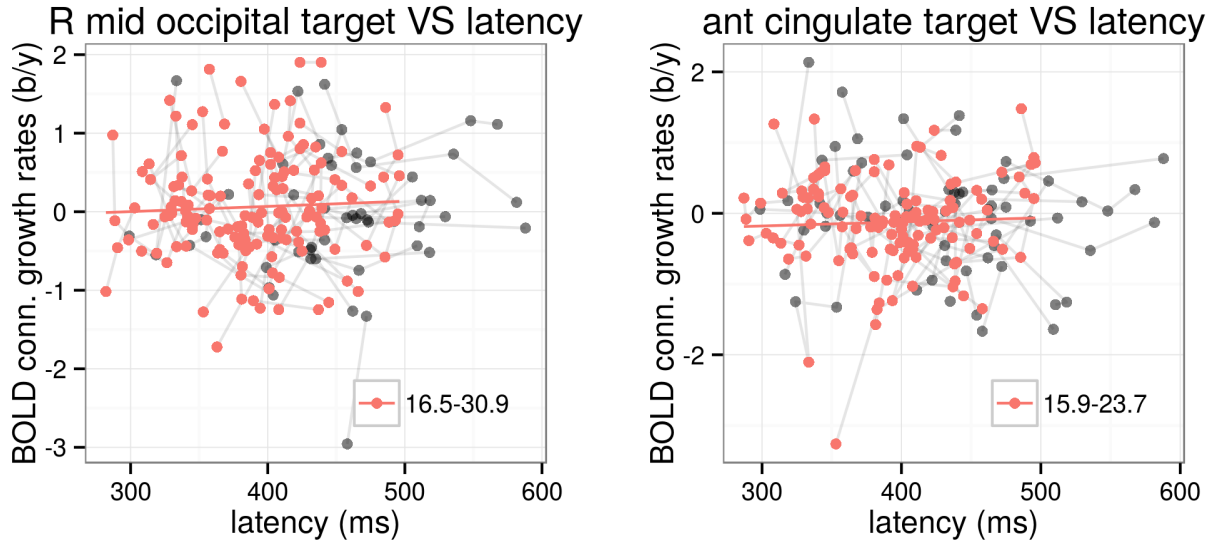 R mid occipital target VS latency
BOLD conn. growth rates (b/y)
2
1
0
-1
-2
-3
16.5-30.9
300 400 500 600
latency (ms)
ant cingulate target VS latency
BOLD conn. growth rates (b/y)
2
0
-2
15.9-23.7
300 400 500 600
latency (ms)